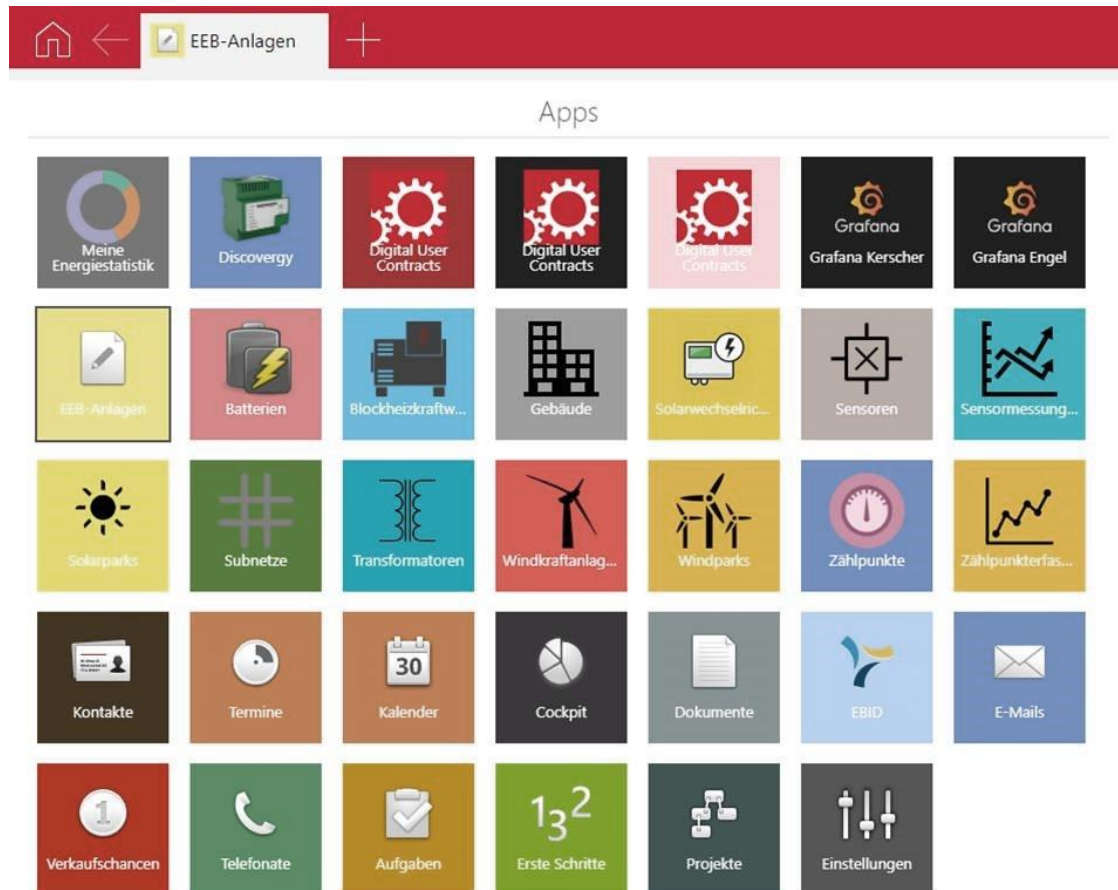 EEB-Anlagen
Apps
Meine
Energiestatistik
Discovergy
Digital User
Contracts
Digital User
Contracts
Digital User
Contracts
Grafana
Grafana Kerscher
Grafana
Grafana Engel
EEB-Anlagen
Batterien
Blockheizkraftw...
Gebäude
Solarwechselric...
Sensoren
Sensormessung...
Solarparks
Subnetze
Transformatoren
Windkraftanlag...
Windparks
Zählpunkte
Zählpunkterfas...
Kontakte
Termine
30
Kalender
Cockpit
Dokumente
EBID
E-Mails
1
Verkaufschancen
Telefonate
Aufgaben
132
Erste Schritte
Projekte
Einstellungen